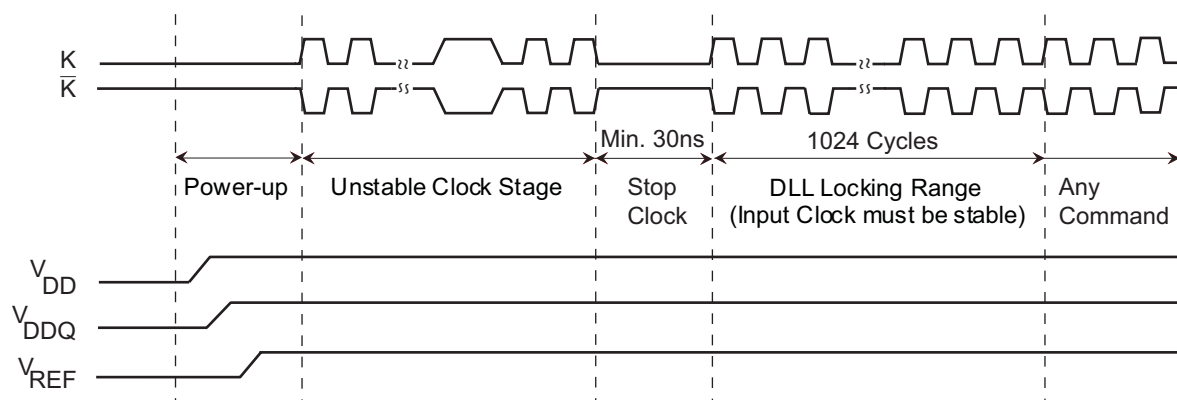 K
K̅
Min. 30ns
1024 Cycles
Power-up
Unstable Clock Stage
Stop
Clock
DLL Locking Range
(Input Clock must be stable)
Any
Command
VDD
VDDQ
VREF